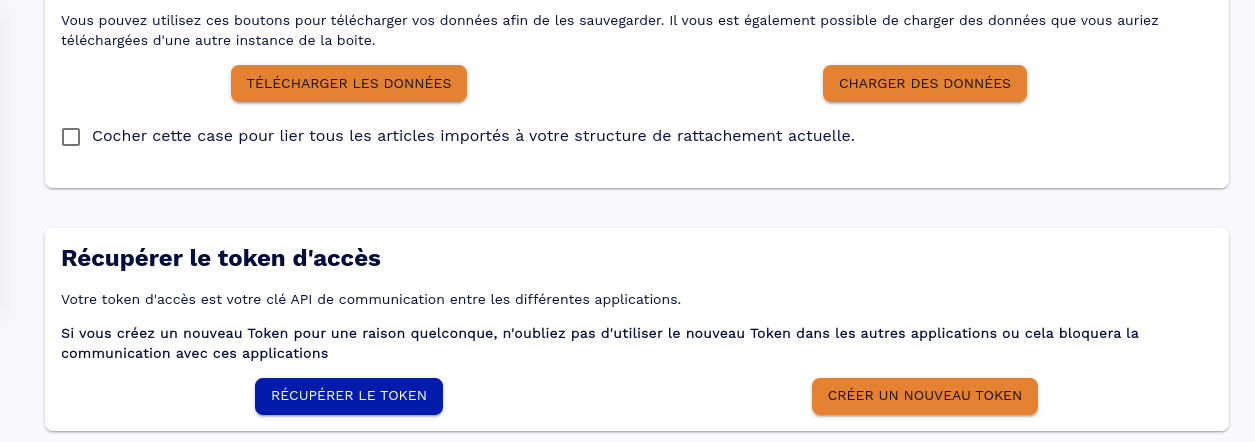 Vous pouvez utilisez ces boutons pour télécharger vos données afin de les sauvegarder. Il vous est également possible de charger des données que vous auriez
téléchargées d'une autre instance de la boite.
TÉLÉCHARGER LES DONNÉES
CHARGER DES DONNÉES
Cocher cette case pour lier tous les articles importés à votre structure de rattachement actuelle.
Récupérer le token d'accès
Votre token d'accès est votre clé API de communication entre les différentes applications.
Si vous créez un nouveau Token pour une raison quelconque, n'oubliez pas d'utiliser le nouveau Token dans les autres applications ou cela bloquera la
communication avec ces applications
RÉCUPÉRER LE TOKEN
CRÉER UN NOUVEAU TOKEN